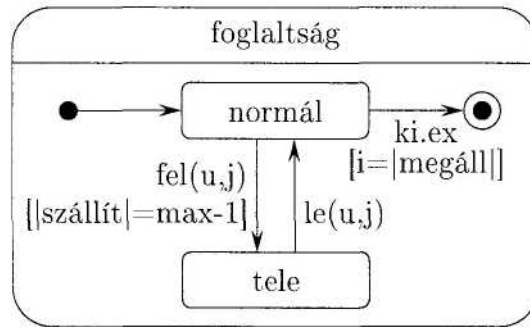 foglaltság
normál
ki.ex
[i=|megáll|]
fel(u,j)
[|szállít|=max-1]
le(u,j)
tele